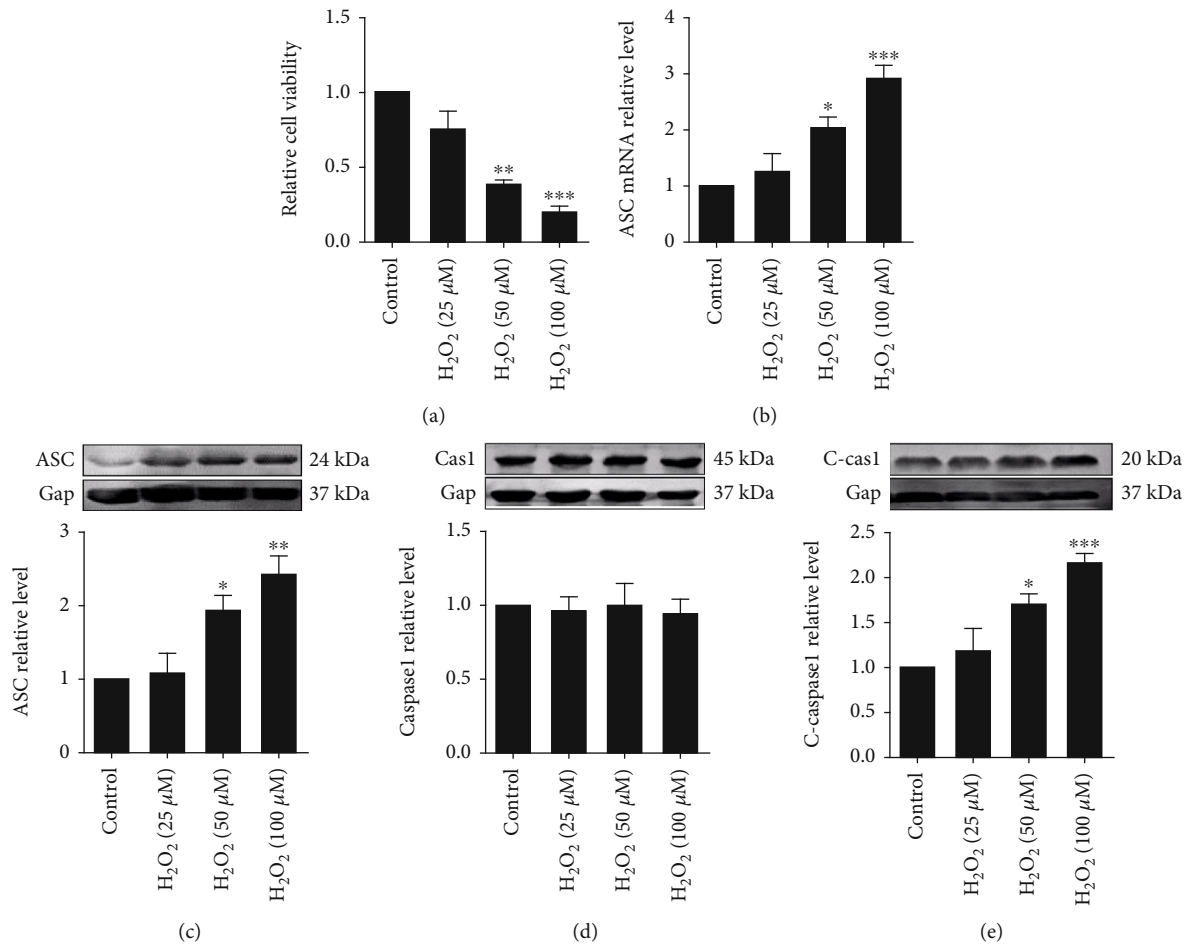 Relative cell viability
1.5
1.0
0.5
0.0
**
***
Control
H₂O₂ (25 µM)
H₂O₂ (50 µM)
H₂O₂ (100 µM)
(a)
ASC mRNA relative level
4
3
2
1
0
*
***
Control
H₂O₂ (25 µM)
H₂O₂ (50 µM)
H₂O₂ (100 µM)
(b)
ASC
24 kDa
Gap
37 kDa
ASC relative level
3
2
1
0
*
**
Control
H₂O₂ (25 µM)
H₂O₂ (50 µM)
H₂O₂ (100 µM)
(c)
Cas1
45 kDa
Gap
37 kDa
Caspase1 relative level
1.5
1.0
0.5
0.0
Control
H₂O₂ (25 µM)
H₂O₂ (50 µM)
H₂O₂ (100 µM)
(d)
C-cas1
20 kDa
Gap
37 kDa
C-caspase1 relative level
2.5
2.0
1.5
1.0
0.5
0.0
*
***
Control
H₂O₂ (25 µM)
H₂O₂ (50 µM)
H₂O₂ (100 µM)
(e)